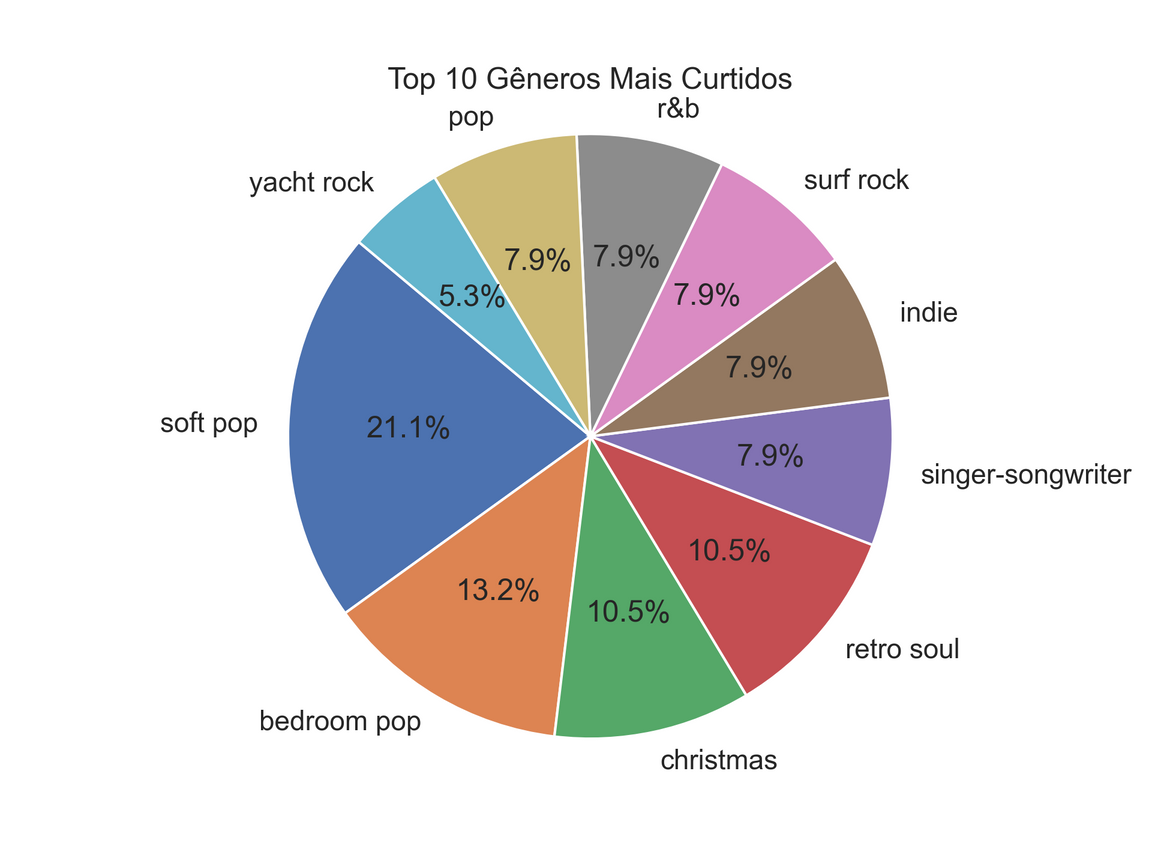 Top 10 Gêneros Mais Curtidos
pop
r&b
yacht rock
surf rock
7.9%
7.9%
5.3%
7.9%
indie
7.9%
soft pop
21.1%
7.9%
singer-songwriter
10.5%
13.2%
10.5%
retro soul
bedroom pop
christmas